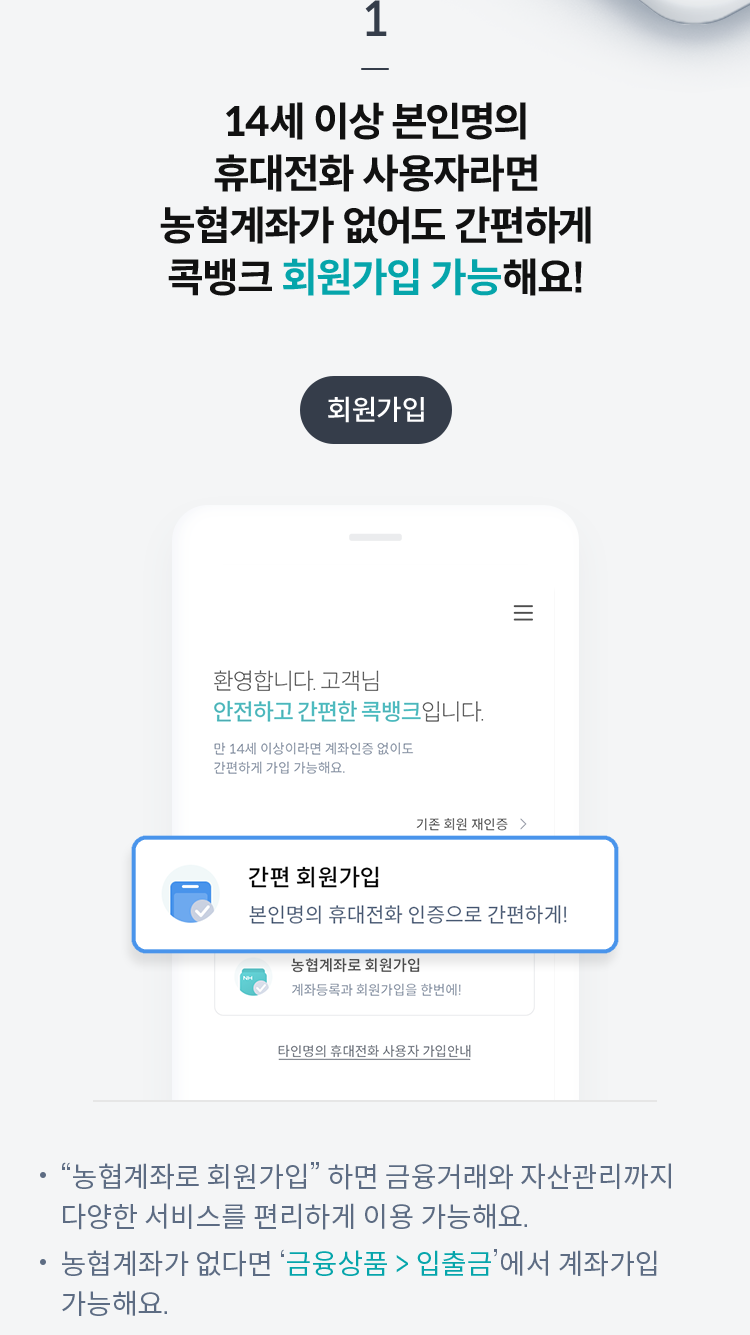 1
14세 이상 본인명의
휴대전화 사용자라면
농협계좌가 없어도 간편하게
콕뱅크 회원가입 가능해요!
회원가입
환영합니다. 고객님
안전하고 간편한 콕뱅크입니다.
만 14세 이상이라면 계좌인증 없이도
간편하게 가입 가능해요.
기존 회원 재인증 >
간편 회원가입
본인명의 휴대전화 인증으로 간편하게!
NH
농협계좌로 회원가입
계좌등록과 회원가입을 한번에!
타인명의 휴대전화 사용자 가입안내
• “농협계좌로 회원가입” 하면 금융거래와 자산관리까지
다양한 서비스를 편리하게 이용 가능해요.
• 농협계좌가 없다면 ‘금융상품 > 입출금’에서 계좌가입
가능해요.